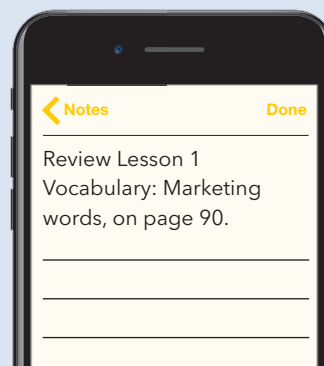 Notes Done
Review Lesson 1
Vocabulary: Marketing
words, on page 90.